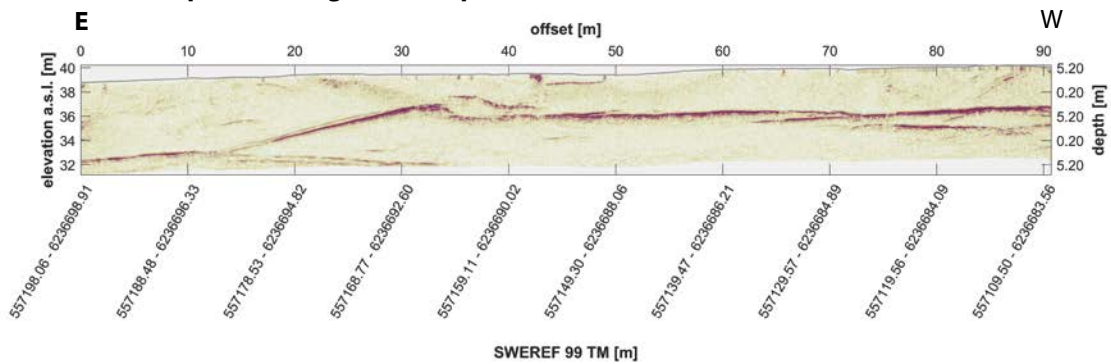 E
W
offset [m]
0 10 20 30 40 50 60 70 80 90
elevation a.s.l. [m]
40
38
36
34
32
5.20
0.20
5.20
0.20
5.20
depth [m]
557198.06 - 6236698.91
557188.48 - 6236696.33
557178.53 - 6236694.82
557168.77 - 6236692.60
557159.11 - 6236690.02
557149.30 - 6236688.06
557139.47 - 6236686.21
557129.57 - 6236684.89
557119.56 - 6236684.09
557109.50 - 6236683.56
SWEREF 99 TM [m]